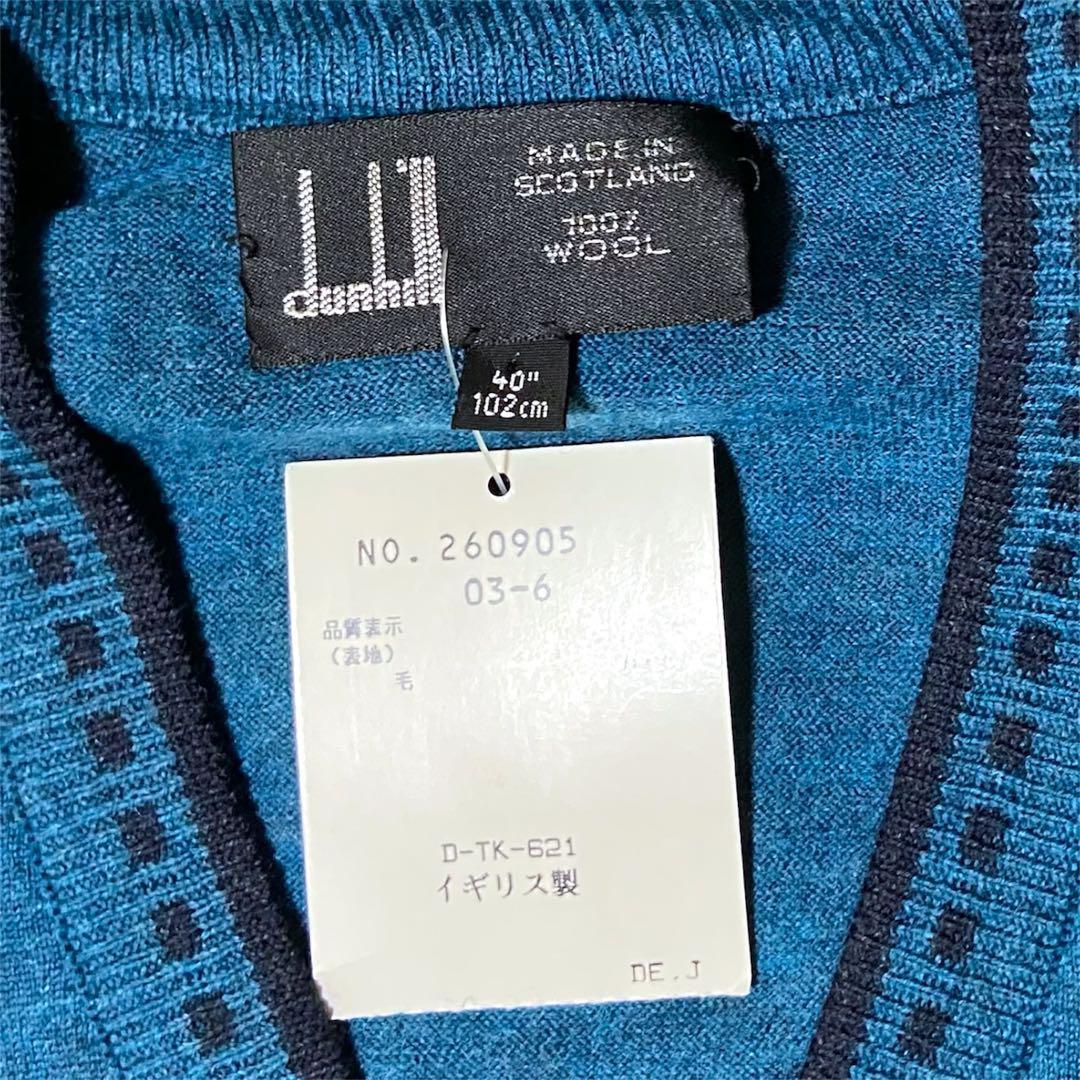 dunhill
MADE IN
SCOTLAND
100%
WOOL
40"
102cm
NO. 260905
03-6
品質表示
（表地）
毛
D-TK-621
イギリス製
DE.J